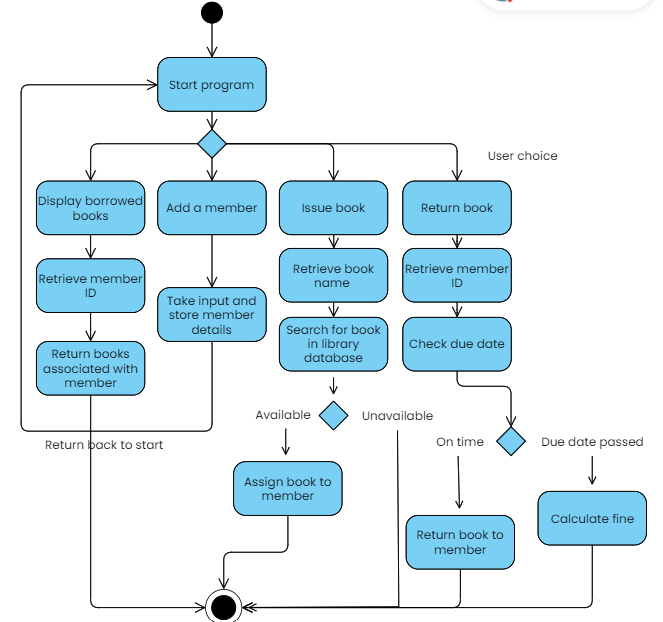 Start program
User choice
Display borrowed
books
Add a member
Issue book
Return book
Retrieve member
ID
Retrieve book
name
Retrieve member
ID
Take input and
store member
details
Search for book
in library
database
Check due date
Return books
associated with
member
Available
Unavailable
Return back to start
On time
Due date passed
Assign book to
member
Return book to
member
Calculate fine